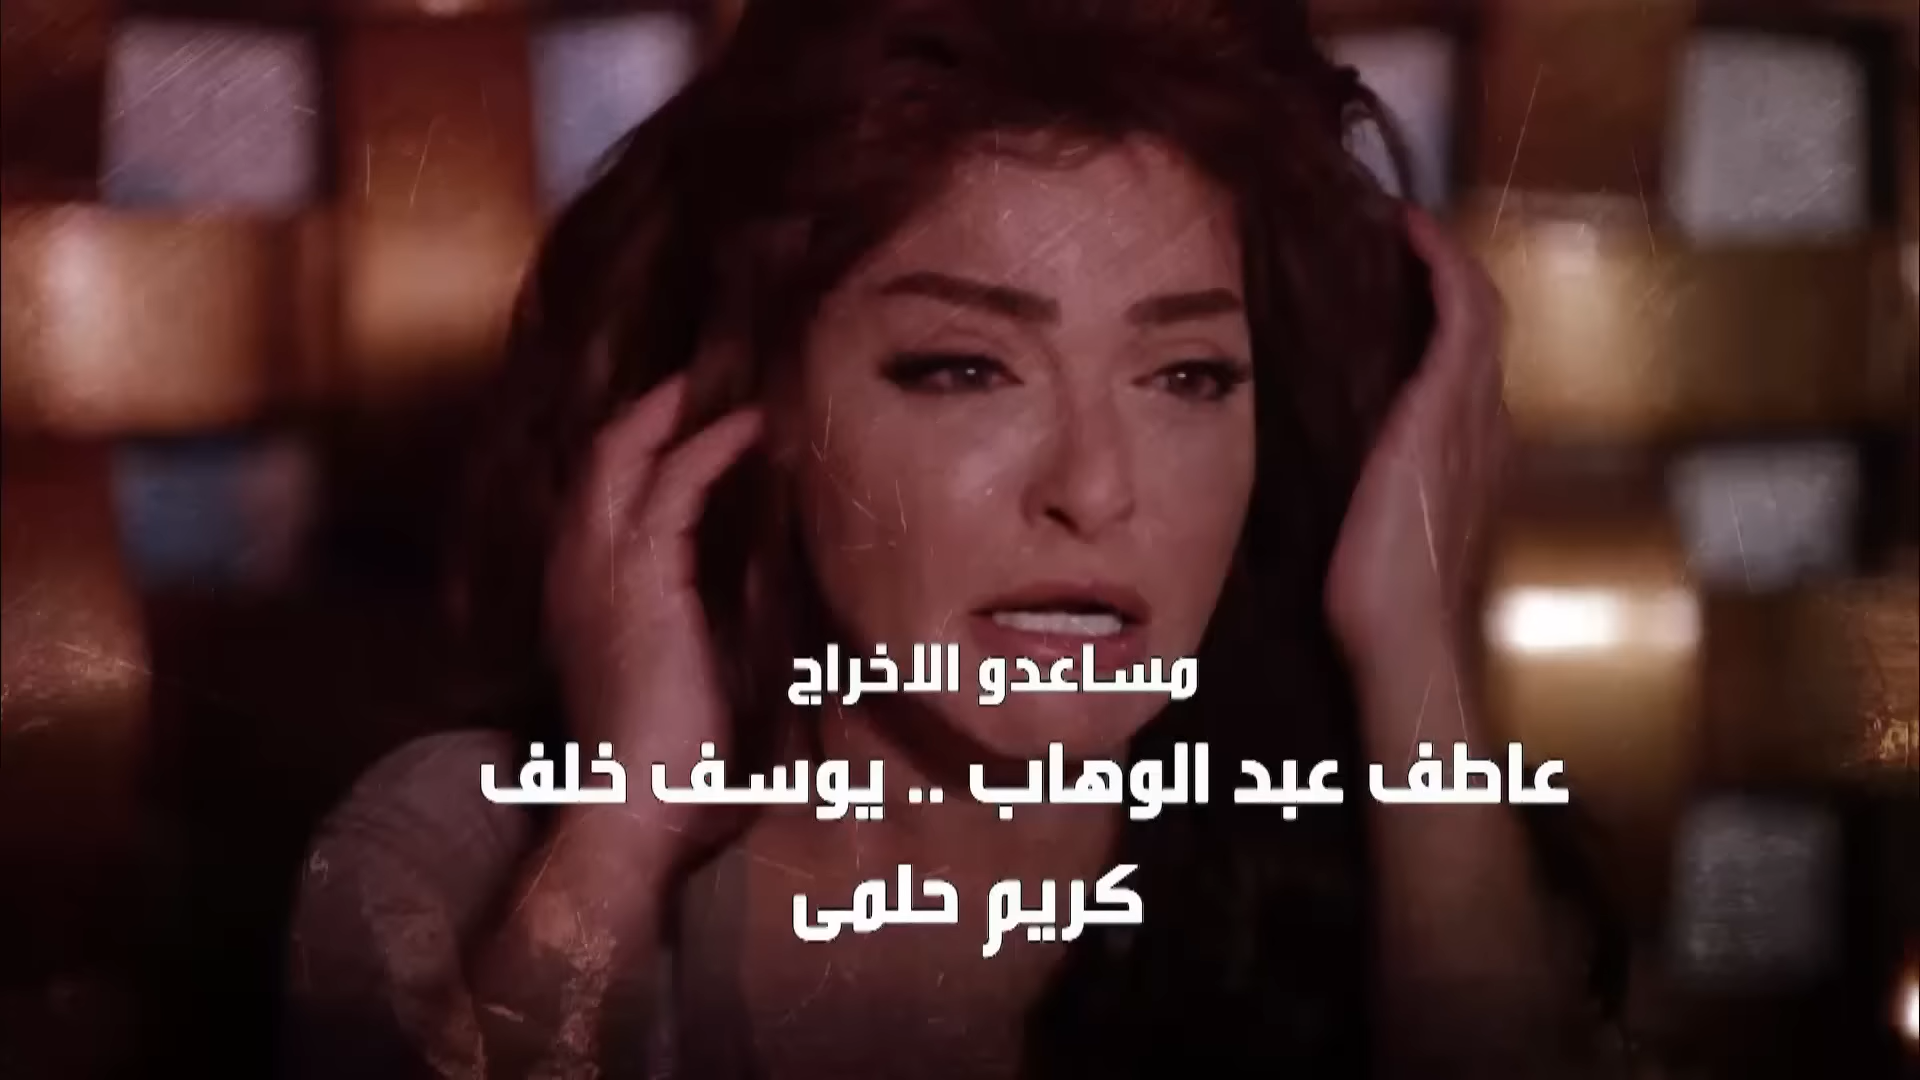 مساعدو الاخراج
عاطف عبد الوهاب .. يوسف خلف
كريم حلمى